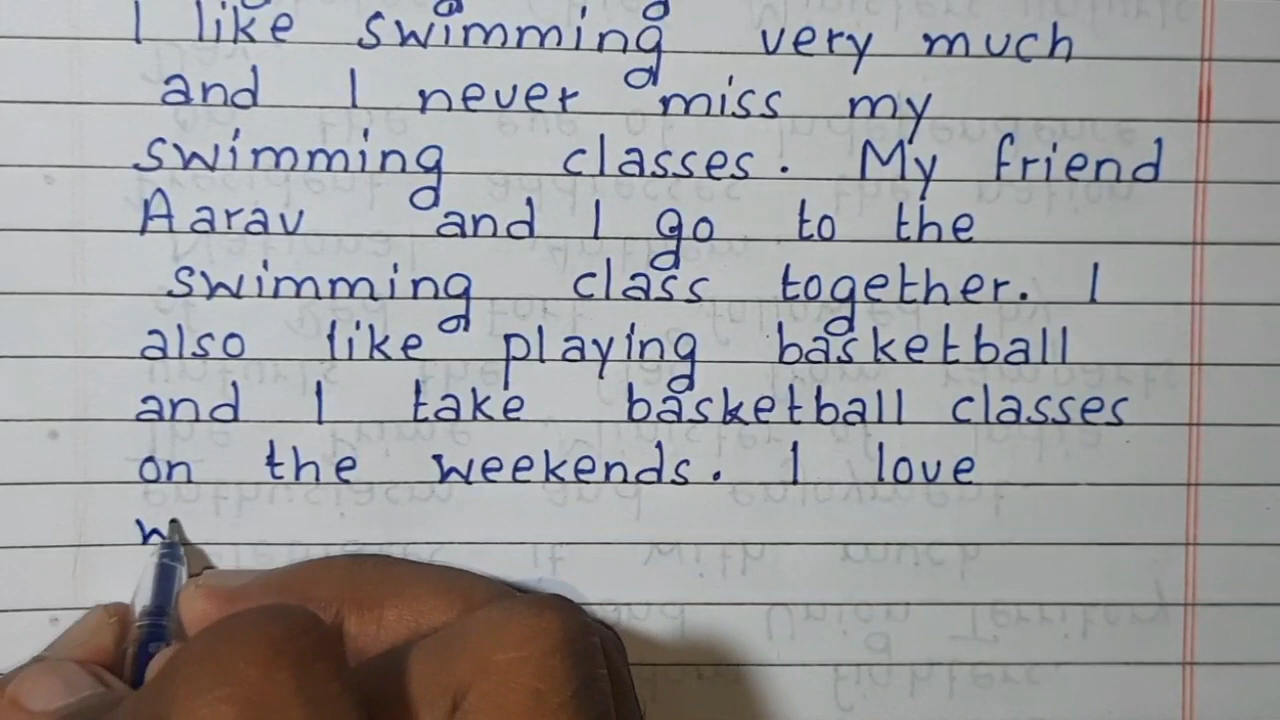 I like swimming very much
and I never miss my
swimming classes. My friend
Aarav and I go to the
swimming class together. I
also like playing basketball
and I take basketball classes
on the weekends. I love